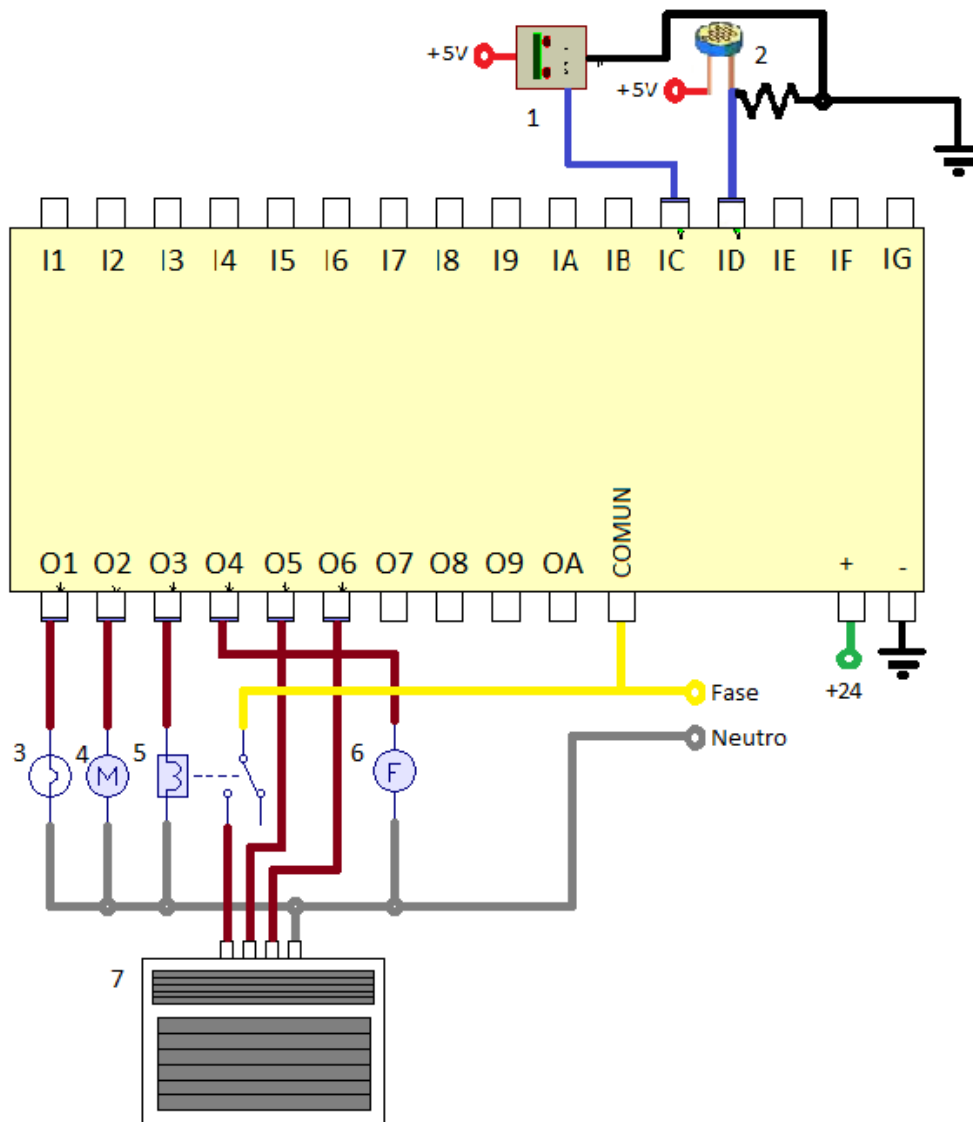 +5V
1
2
+5V
I1 I2 I3 I4 I5 I6 I7 I8 I9 IA IB IC ID IE IF IG
O1 O2 O3 O4 O5 O6 O7 O8 O9 OA COMUN + -
+24
Fase
Neutro
3
4
M
5
6
F
7